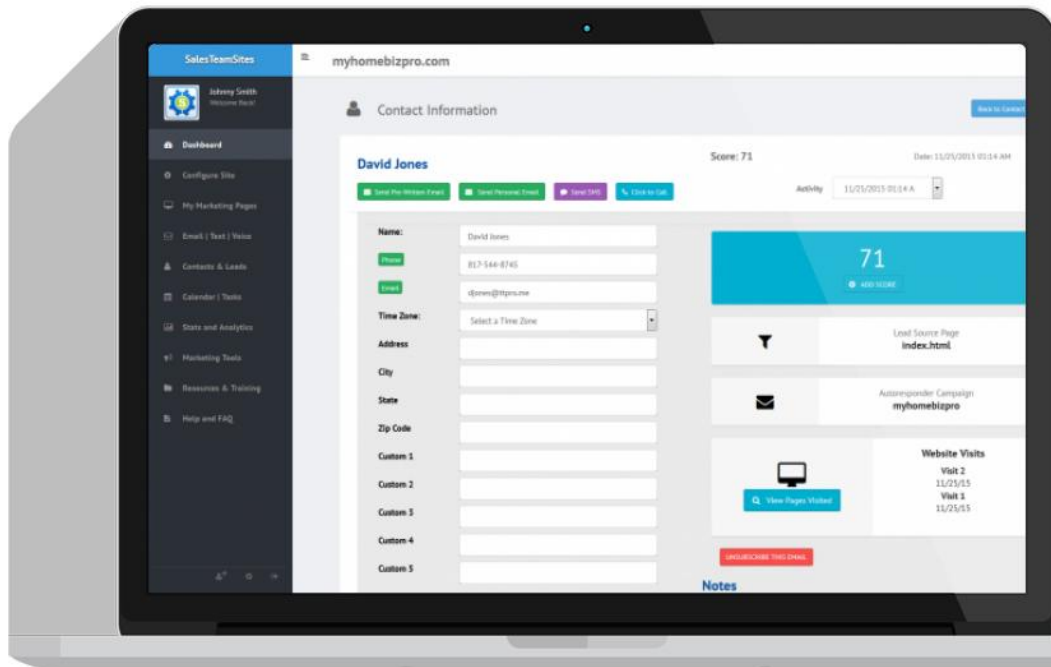 SalesTeamSites
myhomebizpro.com
Johnny Smith
Welcome Back!
Dashboard
Configure Site
My Marketing Pages
Email | Text | Voice
Contacts & Leads
Calendar | Tasks
Stats and Analytics
Marketing Tools
Resources & Training
Help and FAQ
Contact Information
Back to Contact
David Jones
Score: 71
Date: 11/25/2015 01:14 AM
Send Pre-Written Email
Send Personal Email
Send SMS
Click to Call
Activity
11/25/2015 01:14 A
Name:
David Jones
Phone
817-544-8745
Email
djones@ttpro.me
Time Zone:
Select a Time Zone
Address
City
State
Zip Code
Custom 1
Custom 2
Custom 3
Custom 4
Custom 5
71
ADD SCORE
Lead Source Page
index.html
Autoresponder Campaign
myhomebizpro
View Pages Visited
Website Visits
Visit 2
11/25/15
Visit 1
11/25/15
UNSUBSCRIBE THIS EMAIL
Notes